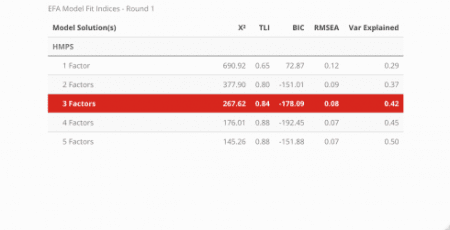 EFA Model Fit Indices - Round 1
Model Solution(s) X² TLI BIC RMSEA Var Explained
HMPS
1 Factor 690.92 0.65 72.87 0.12 0.29
2 Factors 377.90 0.80 -151.01 0.09 0.37
3 Factors 267.62 0.84 -178.09 0.08 0.42
4 Factors 176.01 0.88 -192.45 0.07 0.45
5 Factors 145.26 0.88 -151.88 0.07 0.50